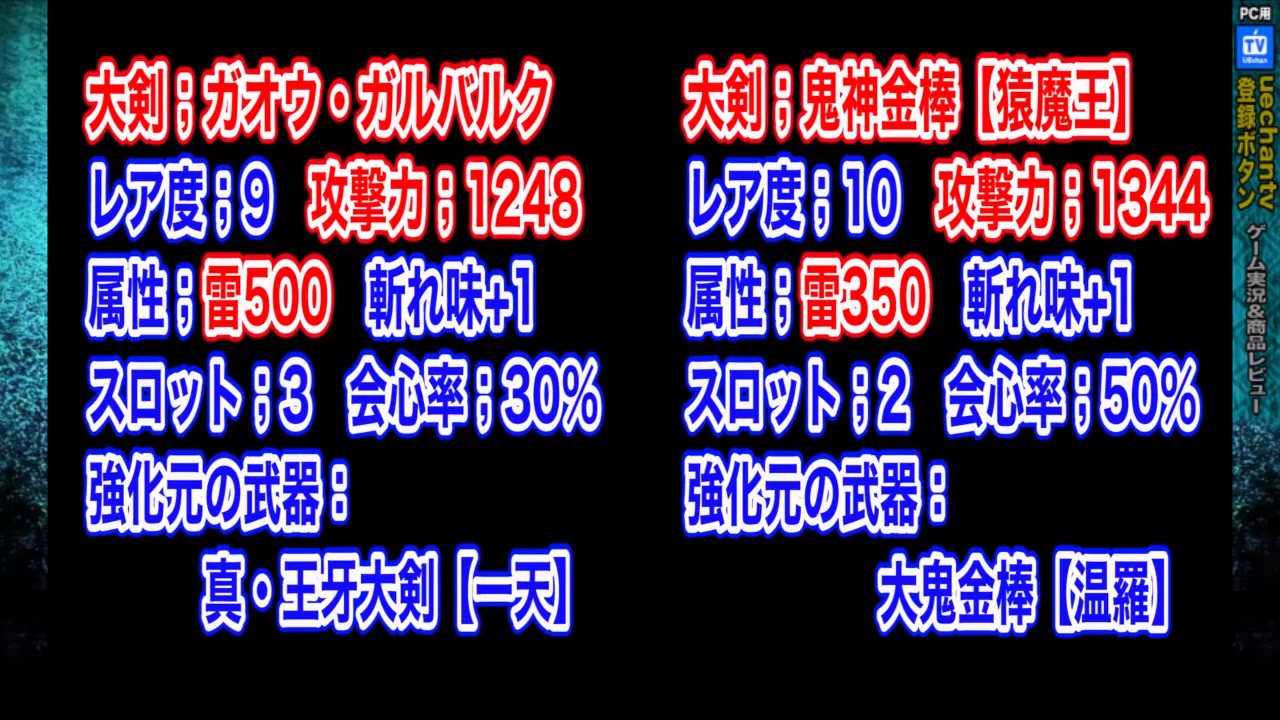 大剣；ガオウ・ガルバルク
レア度；9 攻撃力；1248
属性；雷500 斬れ味+1
スロット；3 会心率；30%
強化元の武器：
真・王牙大剣【一天】
大剣；鬼神金棒【猿魔王】
レア度；10 攻撃力；1344
属性；雷350 斬れ味+1
スロット；2 会心率；50%
強化元の武器：
大鬼金棒【温羅】
PC用
TV
UEchan
uechantv
登録ボタン
ゲーム実況&商品レビュー